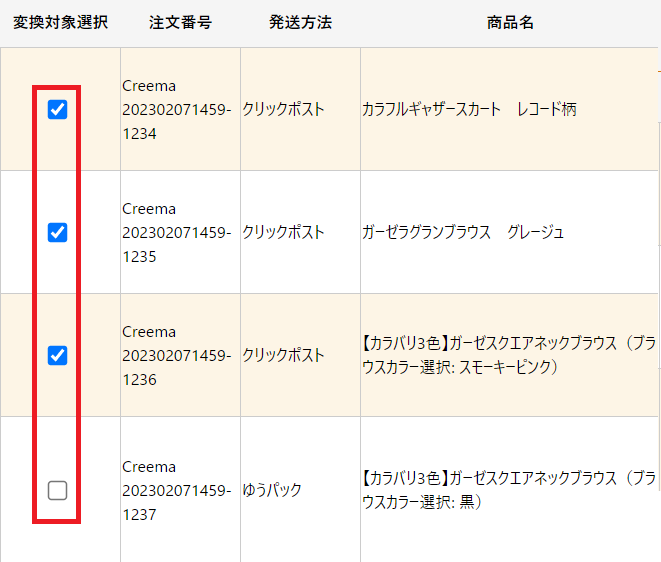 変換対象選択 注文番号 発送方法 商品名
Creema
202302071459-
1234
クリックポスト
カラフルギャザースカート　レコード柄
Creema
202302071459-
1235
クリックポスト
ガーゼラグランブラウス　グレージュ
Creema
202302071459-
1236
クリックポスト
【カラバリ3色】ガーゼスクエアネックブラウス（ブラ
ウスカラー選択: スモーキーピンク）
Creema
202302071459-
1237
ゆうパック
【カラバリ3色】ガーゼスクエアネックブラウス（ブラ
ウスカラー選択: 黒）